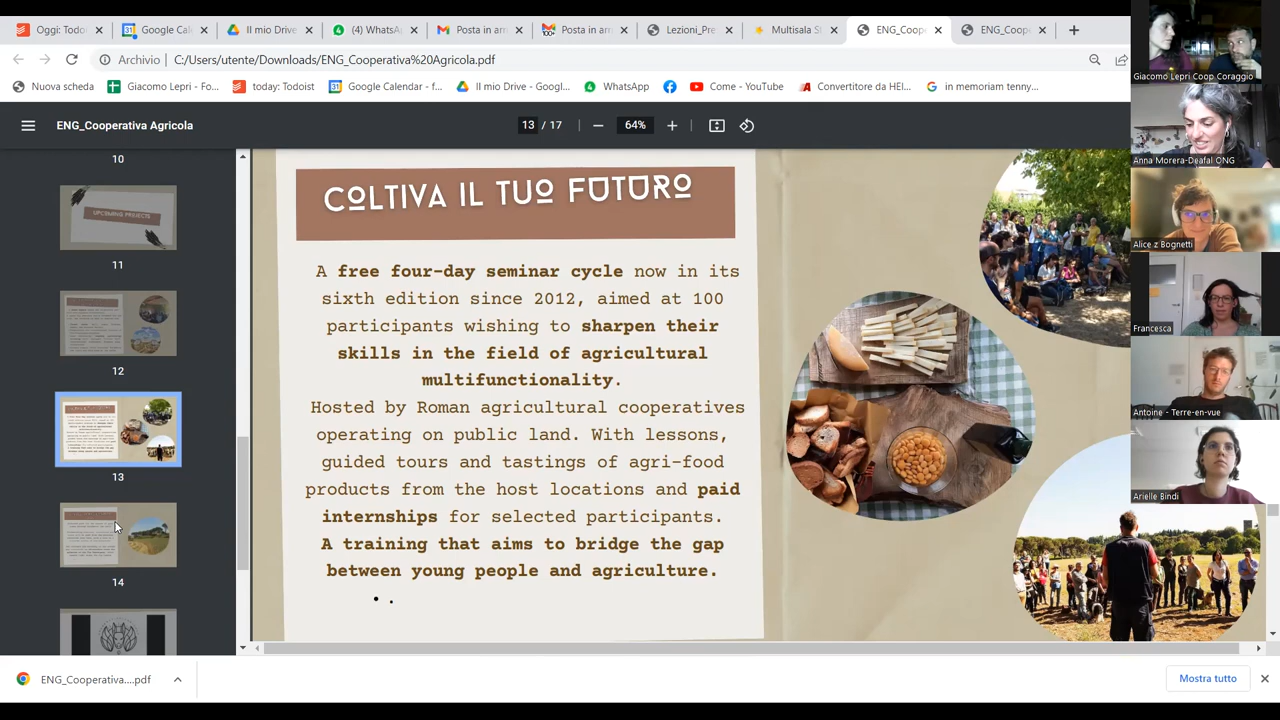 Oggi: Todoi
Google Cal
Il mio Drive
(4) WhatsA
Posta in arr
Posta in arr
Lezioni_Pre
Multisala St
ENG_Coope
ENG_Coope
Archivio
C:/Users/utente/Downloads/ENG_Cooperativa%20Agricola.pdf
Nuova scheda
Giacomo Lepri - Fo...
today: Todoist
Google Calendar - f...
Il mio Drive - Googl...
WhatsApp
Come - YouTube
Convertitore da HEI...
in memoriam tenny...
ENG_Cooperativa Agricola
13 / 17
64%
10
UPCOMING PROJECTS
11
12
13
14
COLTIVA IL TUO FUTURO
A free four-day seminar cycle now in its
sixth edition since 2012, aimed at 100
participants wishing to sharpen their
skills in the field of agricultural
multifunctionality.
Hosted by Roman agricultural cooperatives
operating on public land. With lessons,
guided tours and tastings of agri-food
products from the host locations and paid
internships for selected participants.
A training that aims to bridge the gap
between young people and agriculture.
• .
Giacomo Lepri Coop Coraggio
Anna Morera-Deafal ONG
Alice z Bognetti
Francesca
Antoine - Terre-en-vue
Arielle Bindi
ENG_Cooperativa....pdf
Mostra tutto